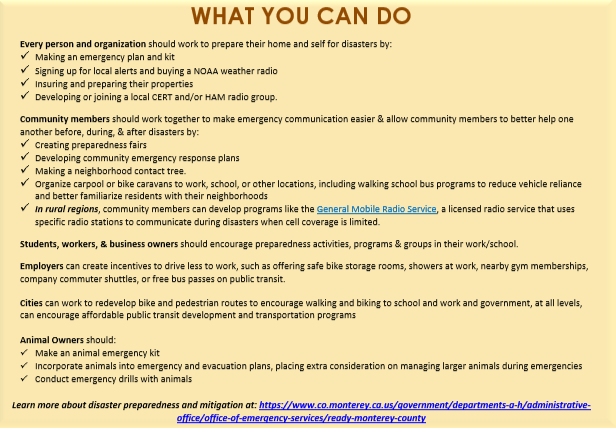 WHAT YOU CAN DO
Every person and organization should work to prepare their home and self for disasters by:
✓ Making an emergency plan and kit
✓ Signing up for local alerts and buying a NOAA weather radio
✓ Insuring and preparing their properties
✓ Developing or joining a local CERT and/or HAM radio group.
Community members should work together to make emergency communication easier & allow community members to better help one
another before, during, & after disasters by:
✓ Creating preparedness fairs
✓ Developing community emergency response plans
✓ Making a neighborhood contact tree.
✓ Organize carpool or bike caravans to work, school, or other locations, including walking school bus programs to reduce vehicle reliance
and better familiarize residents with their neighborhoods
✓ In rural regions, community members can develop programs like the General Mobile Radio Service, a licensed radio service that uses
specific radio stations to communicate during disasters when cell coverage is limited.
Students, workers, & business owners should encourage preparedness activities, programs & groups in their work/school.
Employers can create incentives to drive less to work, such as offering safe bike storage rooms, showers at work, nearby gym memberships,
company commuter shuttles, or free bus passes on public transit.
Cities can work to redevelop bike and pedestrian routes to encourage walking and biking to school and work and government, at all levels,
can encourage affordable public transit development and transportation programs
Animal Owners should:
✓ Make an animal emergency kit
✓ Incorporate animals into emergency and evacuation plans, placing extra consideration on managing larger animals during emergencies
✓ Conduct emergency drills with animals
Learn more about disaster preparedness and mitigation at: https://www.co.monterey.ca.us/government/departments-a-h/administrative-
office/office-of-emergency-services/ready-monterey-county